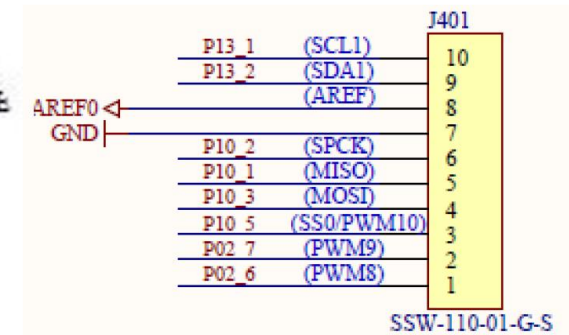 J401
P13_1 (SCL1) 10
P13_2 (SDA1) 9
AREF0 (AREF) 8
GND 7
P10_2 (SPCK) 6
P10_1 (MISO) 5
P10_3 (MOSI) 4
P10_5 (SS0/PWM10) 3
P02_7 (PWM9) 2
P02_6 (PWM8) 1
SSW-110-01-G-S